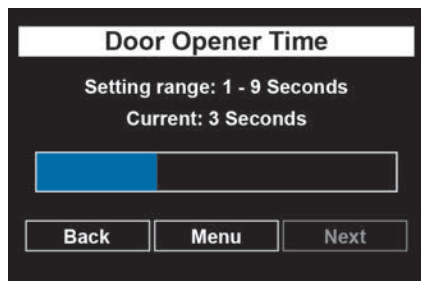 Door Opener Time
Setting range: 1 - 9 Seconds
Current: 3 Seconds
Back Menu Next